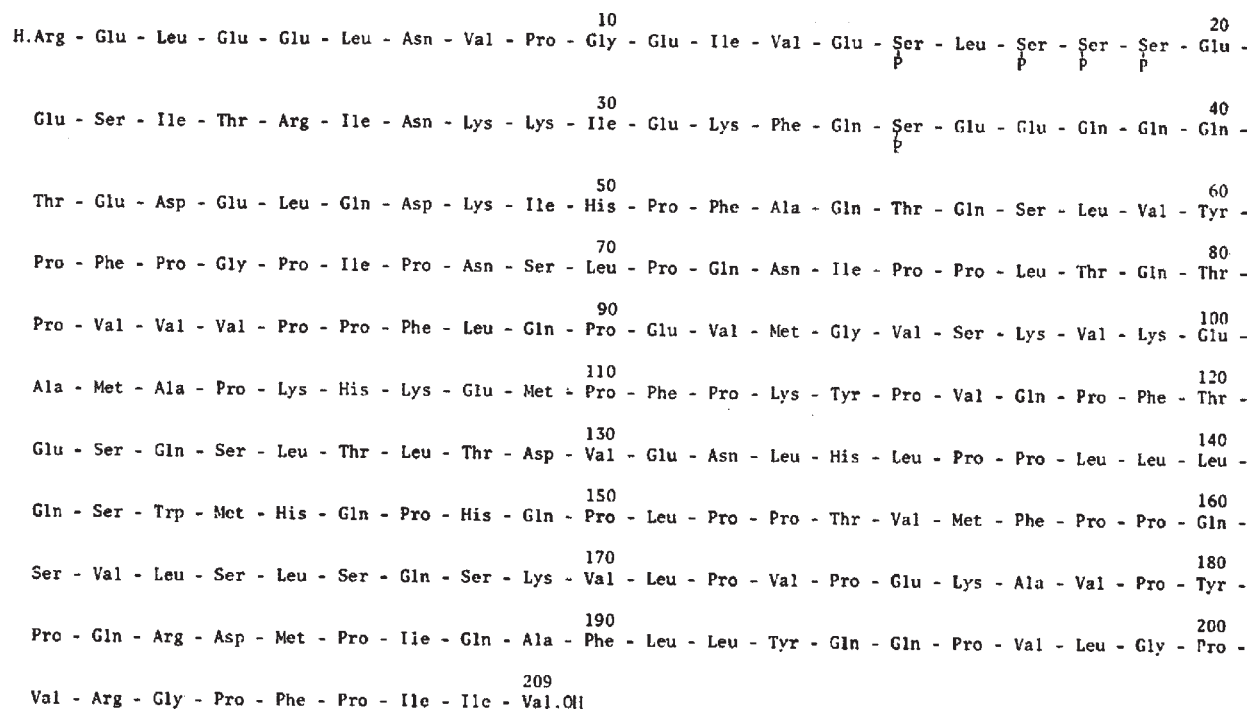 10 20
H.Arg - Glu - Leu - Glu - Glu - Leu - Asn - Val - Pro - Gly - Glu - Ile - Val - Glu - Ser - Leu - Ser - Ser - Ser - Glu -
P P P P
30 40
Glu - Ser - Ile - Thr - Arg - Ile - Asn - Lys - Lys - Ile - Glu - Lys - Phe - Gln - Ser - Glu - Glu - Gln - Gln - Gln -
P
50 60
Thr - Glu - Asp - Glu - Leu - Gln - Asp - Lys - Ile - His - Pro - Phe - Ala - Gln - Thr - Gln - Ser - Leu - Val - Tyr -
70 80
Pro - Phe - Pro - Gly - Pro - Ile - Pro - Asn - Ser - Leu - Pro - Gln - Asn - Ile - Pro - Pro - Leu - Thr - Gln - Thr -
90 100
Pro - Val - Val - Val - Pro - Pro - Phe - Leu - Gln - Pro - Glu - Val - Met - Gly - Val - Ser - Lys - Val - Lys - Glu -
110 120
Ala - Met - Ala - Pro - Lys - His - Lys - Glu - Met - Pro - Phe - Pro - Lys - Tyr - Pro - Val - Gln - Pro - Phe - Thr -
130 140
Glu - Ser - Gln - Ser - Leu - Thr - Leu - Thr - Asp - Val - Glu - Asn - Leu - His - Leu - Pro - Pro - Leu - Leu - Leu -
150 160
Gln - Ser - Trp - Met - His - Gln - Pro - His - Gln - Pro - Leu - Pro - Pro - Thr - Val - Met - Phe - Pro - Pro - Gln -
170 180
Ser - Val - Leu - Ser - Leu - Ser - Gln - Ser - Lys - Val - Leu - Pro - Val - Pro - Glu - Lys - Ala - Val - Pro - Tyr -
190 200
Pro - Gln - Arg - Asp - Met - Pro - Ile - Gln - Ala - Phe - Leu - Leu - Tyr - Gln - Gln - Pro - Val - Leu - Gly - Pro -
209
Val - Arg - Gly - Pro - Phe - Pro - Ile - Ile - Val.OH